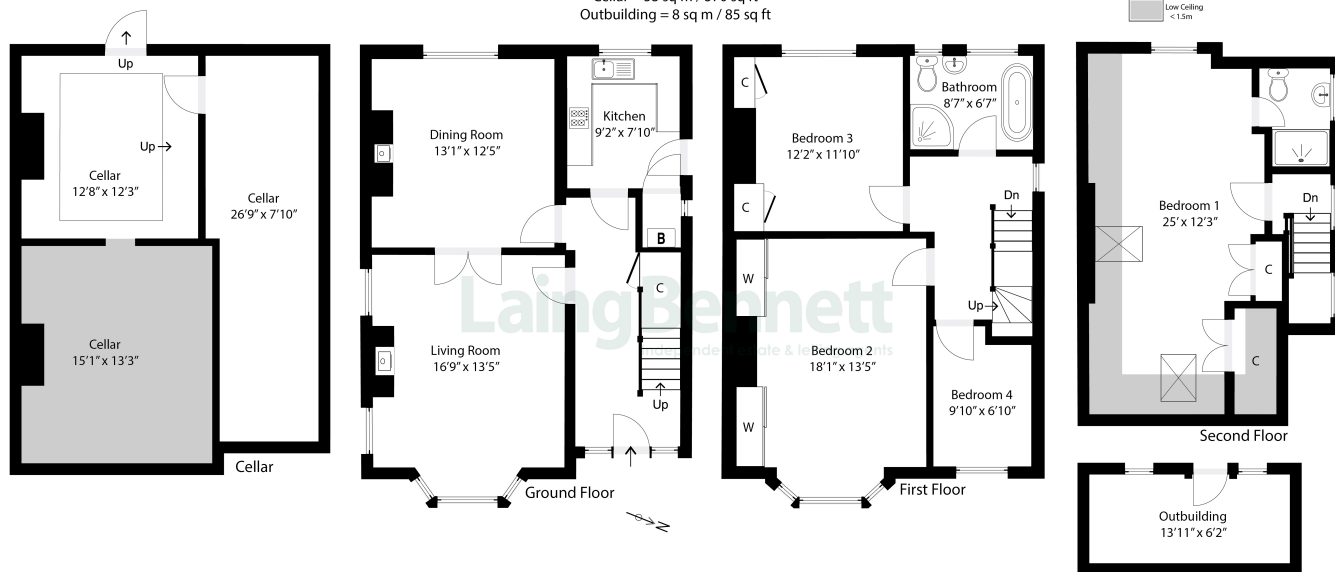 Outbuilding = 8 sq m / 85 sq ft
Low Ceiling
< 1.5m
Up
Up
Cellar
12'8" x 12'3"
Cellar
26'9" x 7'10"
Cellar
15'1" x 13'3"
Cellar
Dining Room
13'1" x 12'5"
Kitchen
9'2" x 7'10"
B
C
Living Room
16'9" x 13'5"
Up
Ground Floor
N
C
Bathroom
8'7" x 6'7"
Bedroom 3
12'2" x 11'10"
C
Dn
W
Up
Bedroom 2
18'1" x 13'5"
W
Bedroom 4
9'10" x 6'10"
First Floor
Bedroom 1
25' x 12'3"
Dn
C
C
Second Floor
Outbuilding
13'11" x 6'2"
LaingBennett
independent estate & letting agents